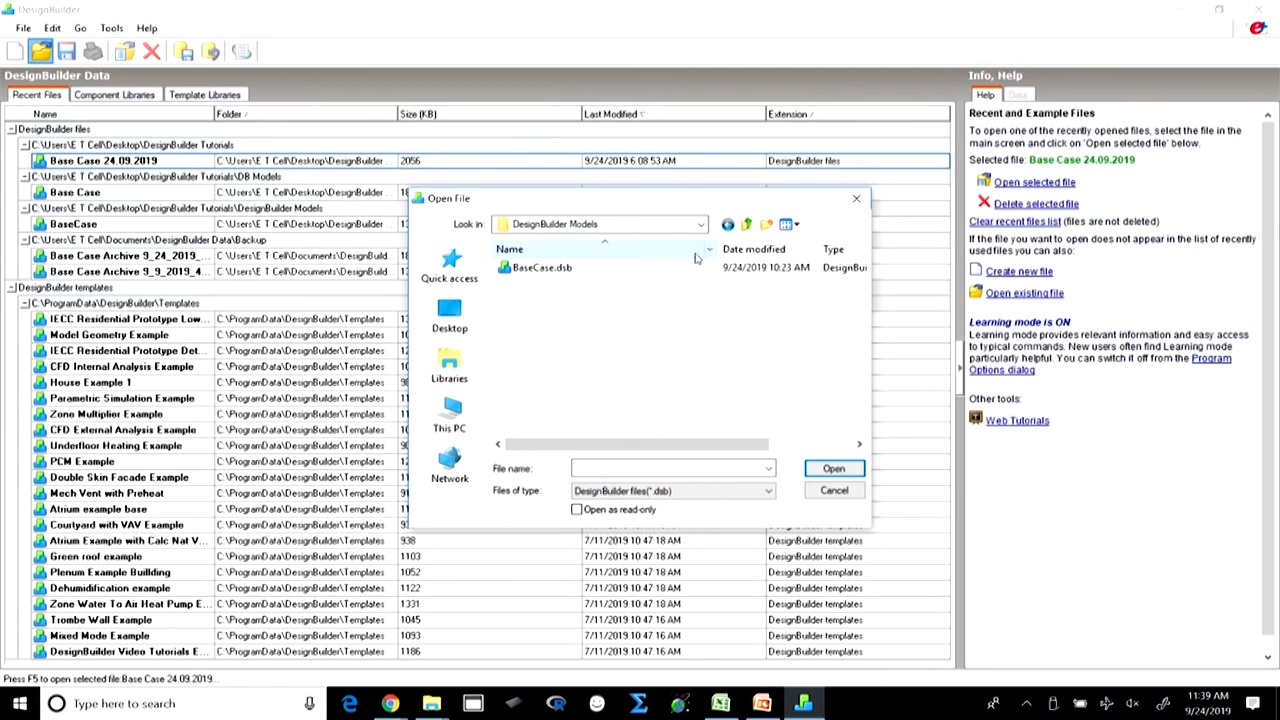 DesignBuilder
File Edit Go Tools Help
DesignBuilder Data
Recent Files Component Libraries Template Libraries
Name Folder Size (KB) Last Modified Extension
DesignBuilder files
C:\Users\E T Cell\Desktop\DesignBuilder Tutorials
Base Case 24.09.2019 C:\Users\E T Cell\Desktop\DesignBuilder 2056 9/24/2019 6:08:53 AM DesignBuilder files
C:\Users\E T Cell\Desktop\DesignBuilder Tutorials\DB Models
Base Case C:\Users\E T Cell\Desktop\DesignBuilder ...
C:\Users\E T Cell\Desktop\DesignBuilder Tutorials\Design Builder Models
BaseCase C:\Users\E T Cell\Desktop\DesignBuilder ...
C:\Users\E T Cell\Documents\DesignBuilder Data\Backup
Base Case Archive 9_24_2019_... C:\Users\E T Cell\Documents\DesignBuild...
Base Case Archive 9_9_2019_4... C:\Users\E T Cell\Documents\DesignBuild...
DesignBuilder templates
C:\ProgramData\DesignBuilder\Templates
IECC Residential Prototype Low... C:\ProgramData\DesignBuilder\Templates
Model Geometry Example C:\ProgramData\DesignBuilder\Templates
IECC Residential Prototype Det... C:\ProgramData\DesignBuilder\Templates
CFD Internal Analysis Example C:\ProgramData\DesignBuilder\Templates
House Example 1 C:\ProgramData\DesignBuilder\Templates
Parametric Simulation Example C:\ProgramData\DesignBuilder\Templates
Zone Multiplier Example C:\ProgramData\DesignBuilder\Templates
CFD External Analysis Example C:\ProgramData\DesignBuilder\Templates
Underfloor Heating Example C:\ProgramData\DesignBuilder\Templates
PCM Example C:\ProgramData\DesignBuilder\Templates
Double Skin Facade Example C:\ProgramData\DesignBuilder\Templates
Mech Vent with Preheat C:\ProgramData\DesignBuilder\Templates
Atrium example base C:\ProgramData\DesignBuilder\Templates
Courtyard with VAV Example C:\ProgramData\DesignBuilder\Templates
Atrium Example with Calc Nat V... C:\ProgramData\DesignBuilder\Templates 938 7/11/2019 10:47:18 AM DesignBuilder templates
Green roof example C:\ProgramData\DesignBuilder\Templates 1103 7/11/2019 10:47:18 AM DesignBuilder templates
Plenum Example Buillding C:\ProgramData\DesignBuilder\Templates 1052 7/11/2019 10:47:18 AM DesignBuilder templates
Dehumidification example C:\ProgramData\DesignBuilder\Templates 1122 7/11/2019 10:47:18 AM DesignBuilder templates
Zone Water To Air Heat Pump E... C:\ProgramData\DesignBuilder\Templates 1331 7/11/2019 10:47:18 AM DesignBuilder templates
Trombe Wall Example C:\ProgramData\DesignBuilder\Templates 1045 7/11/2019 10:47:16 AM DesignBuilder templates
Mixed Mode Example C:\ProgramData\DesignBuilder\Templates 1093 7/11/2019 10:47:16 AM DesignBuilder templates
DesignBuilder Video Tutorials E... C:\ProgramData\DesignBuilder\Templates 1186 7/11/2019 10:47:16 AM DesignBuilder templates
Open File
Look in: DesignBuilder Models
Name Date modified Type
BaseCase.dsb 9/24/2019 10:23 AM DesignBui
Quick access
Desktop
Libraries
This PC
Network
File name: Open
Files of type: DesignBuilder files(*.dsb) Cancel
Open as read-only
Info, Help
Help Data
Recent and Example Files
To open one of the recently opened files, select the file in the
main screen and click on 'Open selected file' below.
Selected file: Base Case 24.09.2019
Open selected file
Delete selected file
Clear recent files list (files are not deleted)
If the file you want to open does not appear in the list of recently
used files you can also:
Create new file
Open existing file
Learning mode is ON
Learning mode provides relevant information and easy access
to typical commands. New users often find Learning mode
particularly helpful. You can switch it off from the Program
Options dialog
Other tools:
Web Tutorials
Press F5 to open selected file:Base Case 24.09.2019...
Type here to search
11:39 AM
9/24/2019